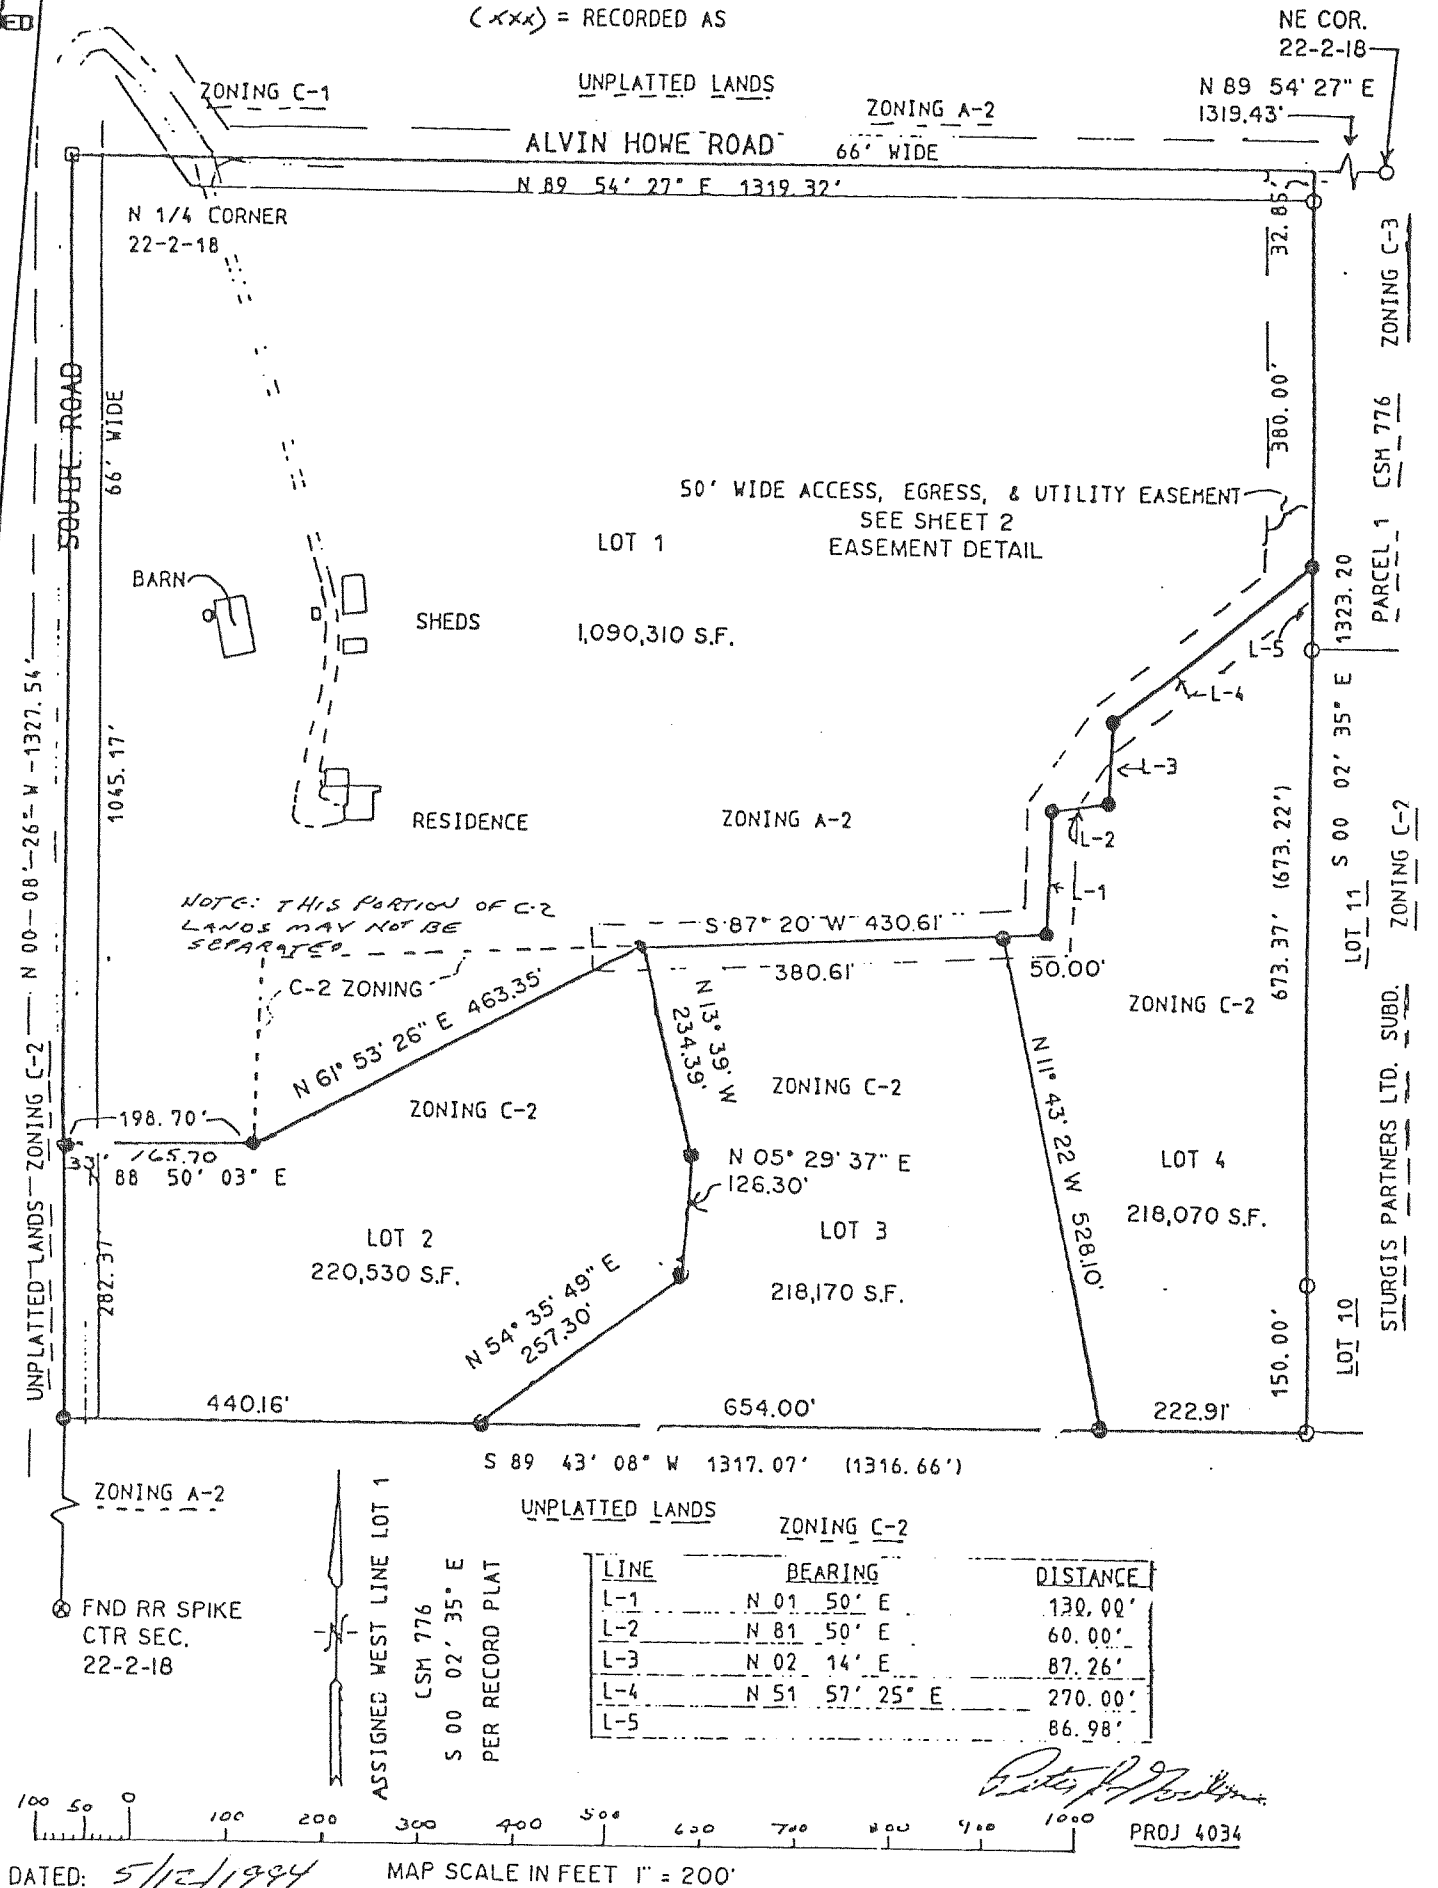 (xxx) = RECORDED AS
NE COR.
22-2-18
N 89 54' 27" E
1319.43'
ZONING C-1
UNPLATTED LANDS
ZONING A-2
ALVIN HOWE ROAD
66' WIDE
N 89 54' 27" E 1319.32'
N 1/4 CORNER
22-2-18
32.85'
ZONING C-3
380.00'
66' WIDE
PARCEL 1 CSM 776
50' WIDE ACCESS, EGRESS, & UTILITY EASEMENT
SEE SHEET 2
EASEMENT DETAIL
LOT 1
1,090,310 S.F.
BARN
SHEDS
L-5
L-4
L-3
L-2
L-1
S 00 02' 35" E 1323.20
N 00-08'-26"-W-1327.54'
1045.17'
RESIDENCE
ZONING A-2
673.37' (673.22')
LOT 11
ZONING C-2
NOTE: THIS PORTION OF C-2
LANDS MAY NOT BE
SEPARATED
S 87° 20' W 430.61'
380.61'
50.00'
C-2 ZONING
N 61° 53' 26" E 463.35'
N 13° 39' W
234.39'
N 11° 43' 22 W 528.10'
ZONING C-2
ZONING C-2
ZONING C-2
UNPLATTED LANDS ZONING C-2
198.70'
33' 165.70
N 88 50' 03" E
N 05° 29' 37" E
126.30'
LOT 4
218,070 S.F.
LOT 2
220,530 S.F.
LOT 3
218,170 S.F.
282.37'
N 54° 35' 49" E
257.30'
STURGIS PARTNERS LTD. SUBD.
LOT 10
150.00'
440.16'
654.00'
222.91'
S 89 43' 08" W 1317.07' (1316.66')
ZONING A-2
UNPLATTED LANDS
ZONING C-2
FND RR SPIKE
CTR SEC.
22-2-18
N
ASSIGNED WEST LINE LOT 1
CSM 776
S 00 02' 35" E
PER RECORD PLAT
LINE BEARING DISTANCE
L-1 N 01 50' E 130.00'
L-2 N 81 50' E 60.00'
L-3 N 02 14' E 87.26'
L-4 N 51 57' 25" E 270.00'
L-5 86.98'
100 50 0 100 200 300 400 500 600 700 800 900 1000
PROJ 4034
DATED: 5/12/1994 MAP SCALE IN FEET 1" = 200'